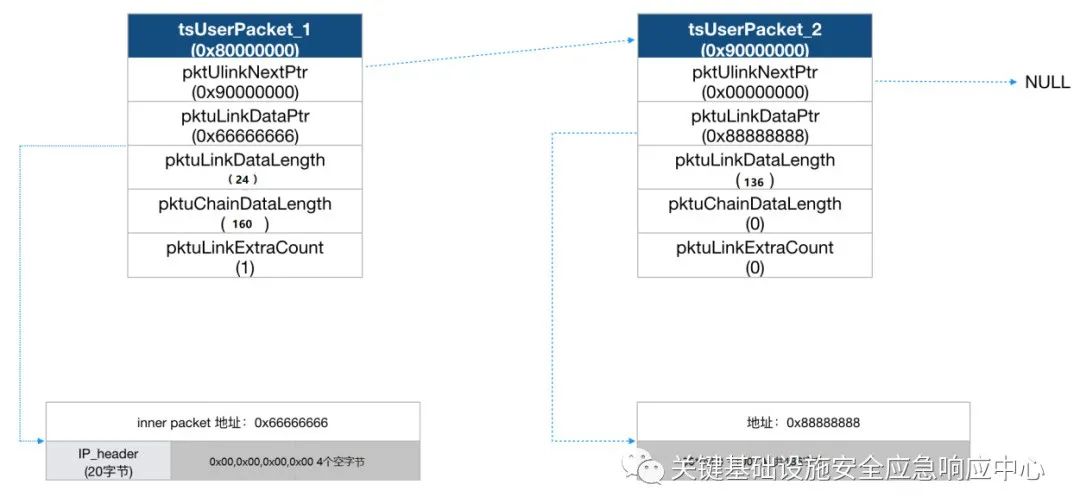 tsUserPacket_1
(0x80000000)
pktUlinkNextPtr
(0x90000000)
pktuLinkDataPtr
(0x66666666)
pktuLinkDataLength
(24)
pktuChainDataLength
(160)
pktuLinkExtraCount
(1)
tsUserPacket_2
(0x90000000)
pktUlinkNextPtr
(0x00000000)
pktuLinkDataPtr
(0x88888888)
pktuLinkDataLength
(136)
pktuChainDataLength
(0)
pktuLinkExtraCount
(0)
NULL
inner packet 地址：0x66666666
IP_header
(20字节)
0x00,0x00,0x00,0x00 4个空字节
地址：0x88888888
关键基础设施安全应急响应中心